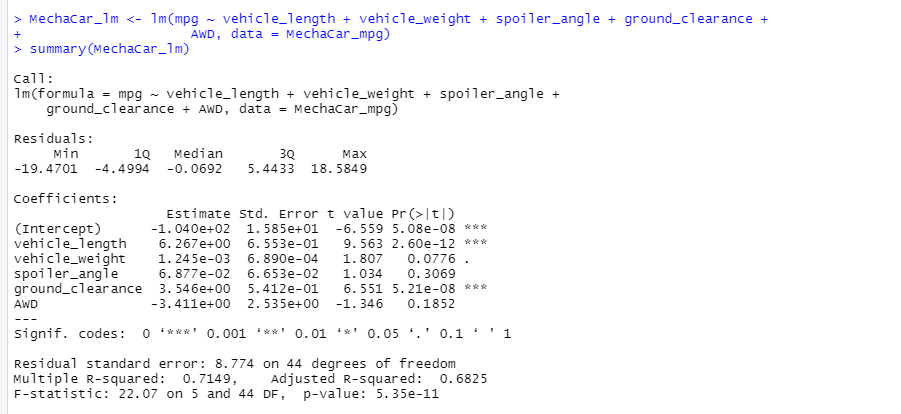 > MechaCar_lm <- lm(mpg ~ vehicle_length + vehicle_weight + spoiler_angle + ground_clearance +
+                     AWD, data = MechaCar_mpg)
> summary(MechaCar_lm)

Call:
lm(formula = mpg ~ vehicle_length + vehicle_weight + spoiler_angle +
    ground_clearance + AWD, data = MechaCar_mpg)

Residuals:
     Min       1Q   Median       3Q      Max
-19.4701  -4.4994  -0.0692   5.4433  18.5849

Coefficients:
                   Estimate Std. Error t value Pr(>|t|)
(Intercept)      -1.040e+02  1.585e+01  -6.559 5.08e-08 ***
vehicle_length    6.267e+00  6.553e-01   9.563 2.60e-12 ***
vehicle_weight    1.245e-03  6.890e-04   1.807   0.0776 .
spoiler_angle     6.877e-02  6.653e-02   1.034   0.3069
ground_clearance  3.546e+00  5.412e-01   6.551 5.21e-08 ***
AWD              -3.411e+00  2.535e+00  -1.346   0.1852
---
Signif. codes:  0 ‘***’ 0.001 ‘**’ 0.01 ‘*’ 0.05 ‘.’ 0.1 ‘ ’ 1

Residual standard error: 8.774 on 44 degrees of freedom
Multiple R-squared:  0.7149,    Adjusted R-squared:  0.6825
F-statistic: 22.07 on 5 and 44 DF,  p-value: 5.35e-11